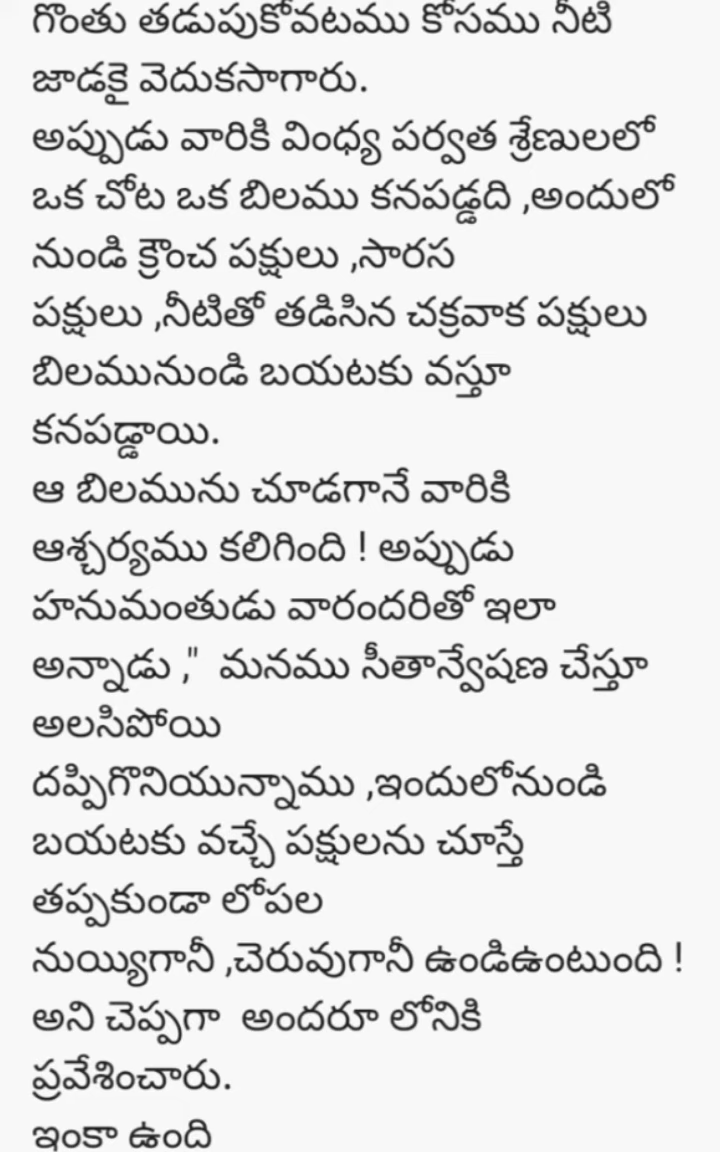 గొంతు తడుపుకోవటము కోసము నీటి
జాడకై వెదుకసాగారు.
అప్పుడు వారికి వింధ్య పర్వత శ్రేణులలో
ఒక చోట ఒక బిలము కనపడ్డది ,అందులో
నుండి క్రౌంచ పక్షులు ,సారస
పక్షులు ,నీటితో తడిసిన చక్రవాక పక్షులు
బిలమునుండి బయటకు వస్తూ
కనపడ్డాయి.
ఆ బిలమును చూడగానే వారికి
ఆశ్చర్యము కలిగింది ! అప్పుడు
హనుమంతుడు వారందరితో ఇలా
అన్నాడు ," మనము సీతాన్వేషణ చేస్తూ
అలసిపోయి
దప్పిగొనియున్నాము ,ఇందులోనుండి
బయటకు వచ్చే పక్షులను చూస్తే
తప్పకుండా లోపల
నుయ్యిగానీ ,చెరువుగానీ ఉండిఉంటుంది !
అని చెప్పగా అందరూ లోనికి
ప్రవేశించారు.
ఇంకా ఉంది